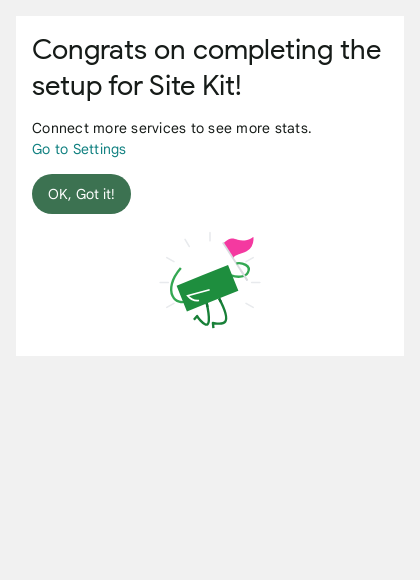 Congrats on completing the
setup for Site Kit!
Connect more services to see more stats.
Go to Settings
OK, Got it!